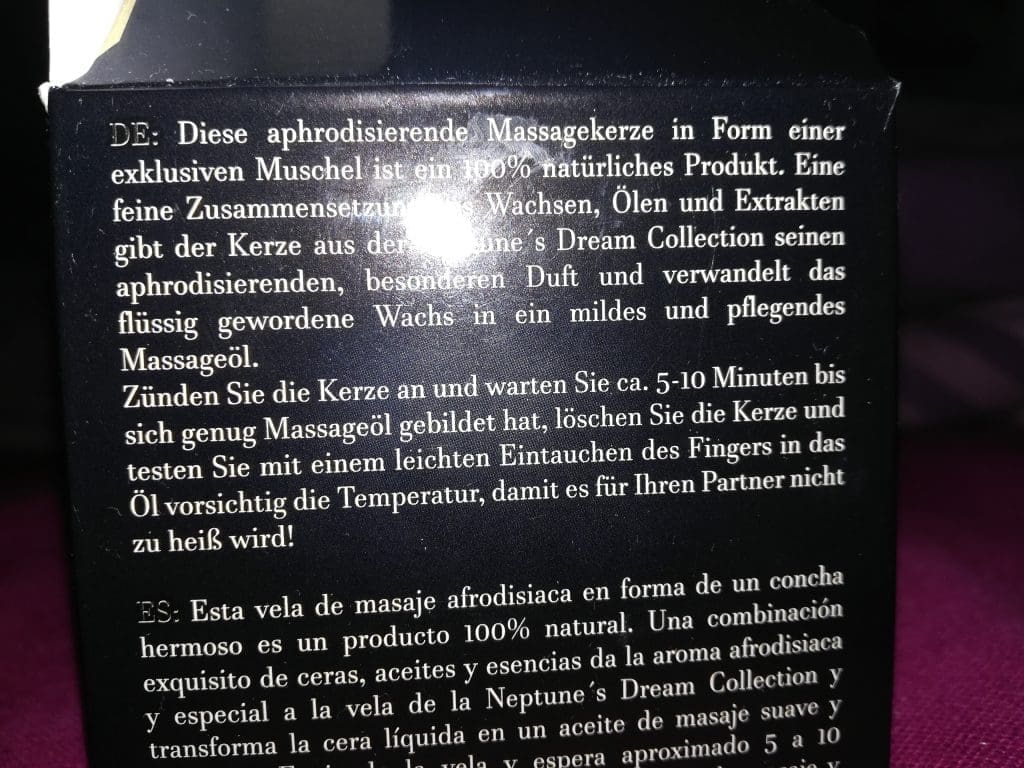 DE: Diese aphrodisierende Massagekerze in Form einer
exklusiven Muschel ist ein 100% natürliches Produkt. Eine
feine Zusammensetzung Wachsen, Ölen und Extrakten
gibt der Kerze aus der Dream Collection seinen
aphrodisierenden, besonderen Duft und verwandelt das
flüssig gewordene Wachs in ein mildes und pflegendes
Massageöl.
Zünden Sie die Kerze an und warten Sie ca. 5-10 Minuten bis
sich genug Massageöl gebildet hat, löschen Sie die Kerze und
testen Sie mit einem leichten Eintauchen des Fingers in das
Öl vorsichtig die Temperatur, damit es für Ihren Partner nicht
zu heiß wird!
ES: Esta vela de masaje afrodisiaca en forma de un concha
hermoso es un producto 100% natural. Una combinación
exquisito de ceras, aceites y esencias da la aroma afrodisiaca
y especial a la vela de la Neptune´s Dream Collection y
transforma la cera líquida en un aceite de masaje suave y
vela y espera aproximado 5 a 10